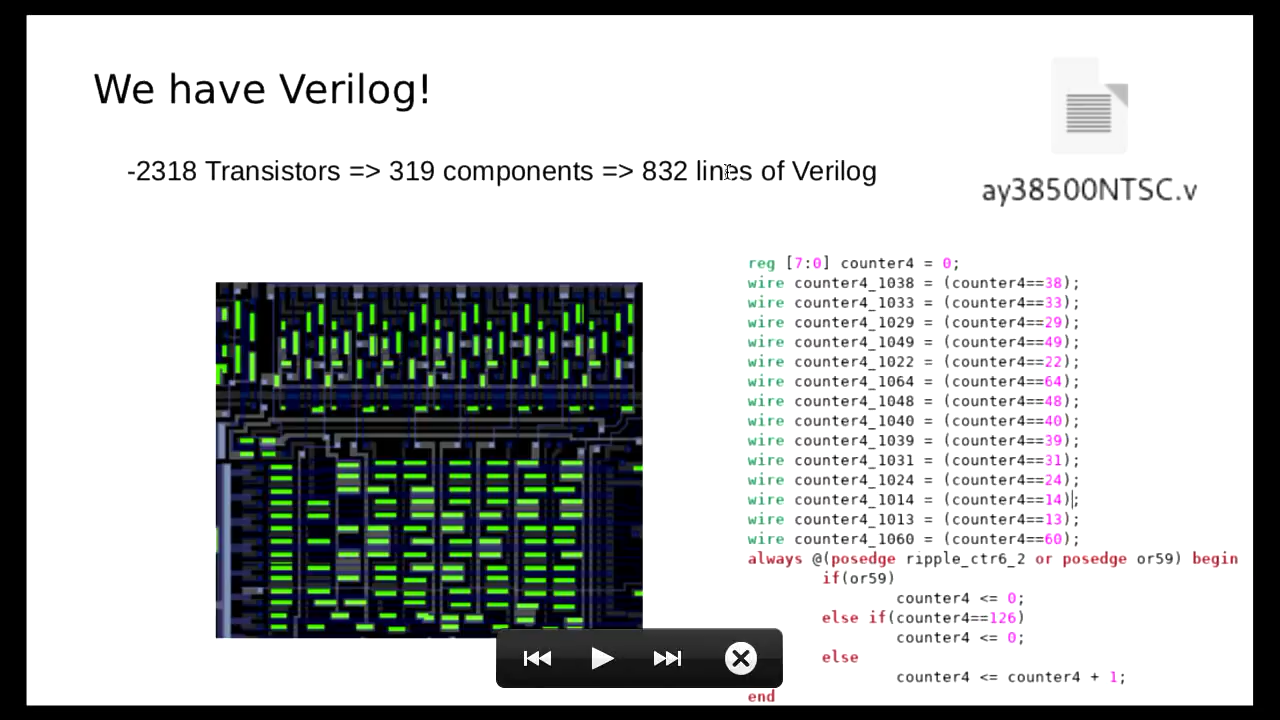 We have Verilog!
-2318 Transistors => 319 components => 832 lines of Verilog
ay38500NTSC.v
reg [7:0] counter4 = 0;
wire counter4_1038 = (counter4==38);
wire counter4_1033 = (counter4==33);
wire counter4_1029 = (counter4==29);
wire counter4_1049 = (counter4==49);
wire counter4_1022 = (counter4==22);
wire counter4_1064 = (counter4==64);
wire counter4_1048 = (counter4==48);
wire counter4_1040 = (counter4==40);
wire counter4_1039 = (counter4==39);
wire counter4_1031 = (counter4==31);
wire counter4_1024 = (counter4==24);
wire counter4_1014 = (counter4==14);
wire counter4_1013 = (counter4==13);
wire counter4_1060 = (counter4==60);
always @(posedge ripple_ctr6_2 or posedge or59) begin
if(or59)
counter4 <= 0;
else if(counter4==126)
counter4 <= 0;
else
counter4 <= counter4 + 1;
end